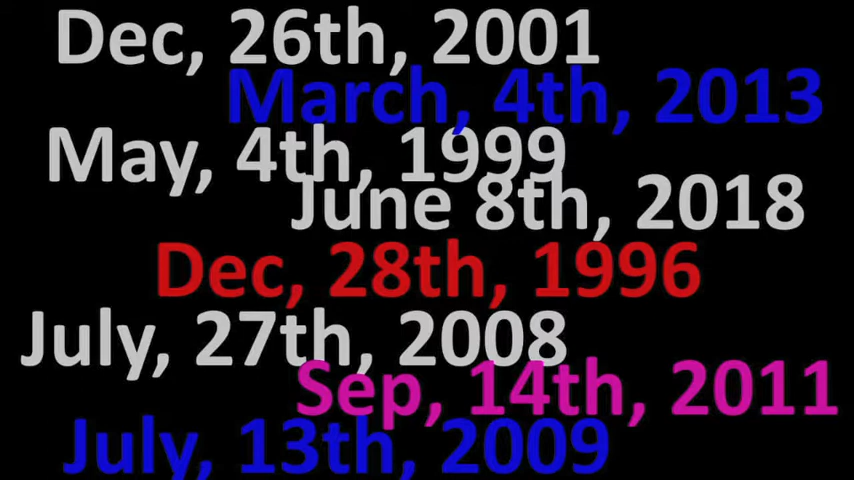 Dec, 26th, 2001
March, 4th, 2013
May, 4th, 1999
June 8th, 2018
Dec, 28th, 1996
July, 27th, 2008
Sep, 14th, 2011
July, 13th, 2009